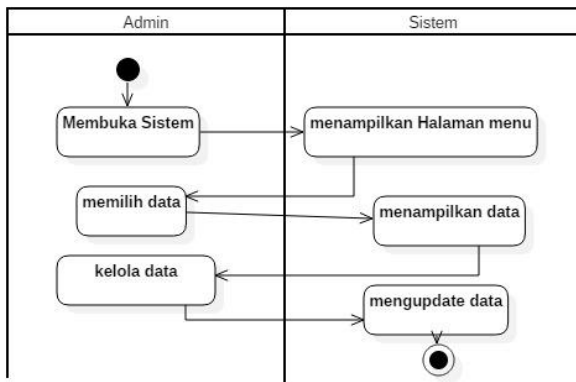 Admin
Sistem
Membuka Sistem
menampilkan Halaman menu
memilih data
menampilkan data
kelola data
mengupdate data